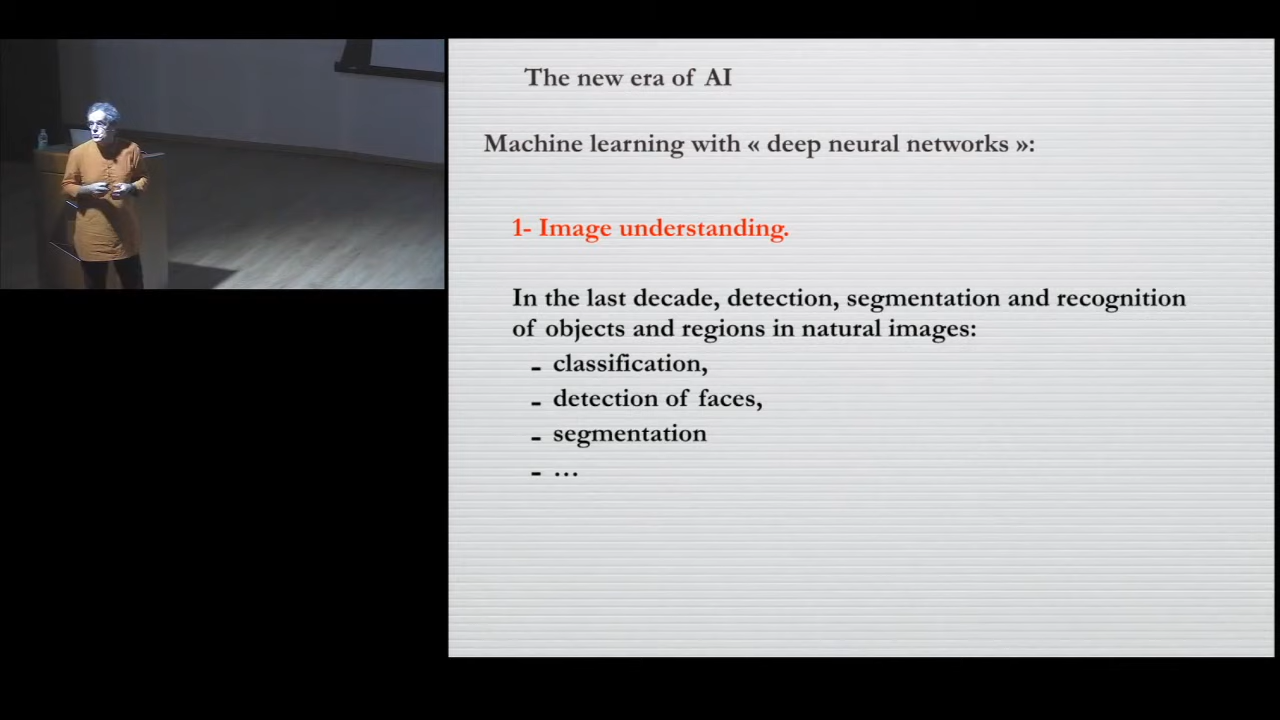 The new era of AI
Machine learning with « deep neural networks »:
1- Image understanding.
In the last decade, detection, segmentation and recognition
of objects and regions in natural images:
- classification,
- detection of faces,
- segmentation
- …